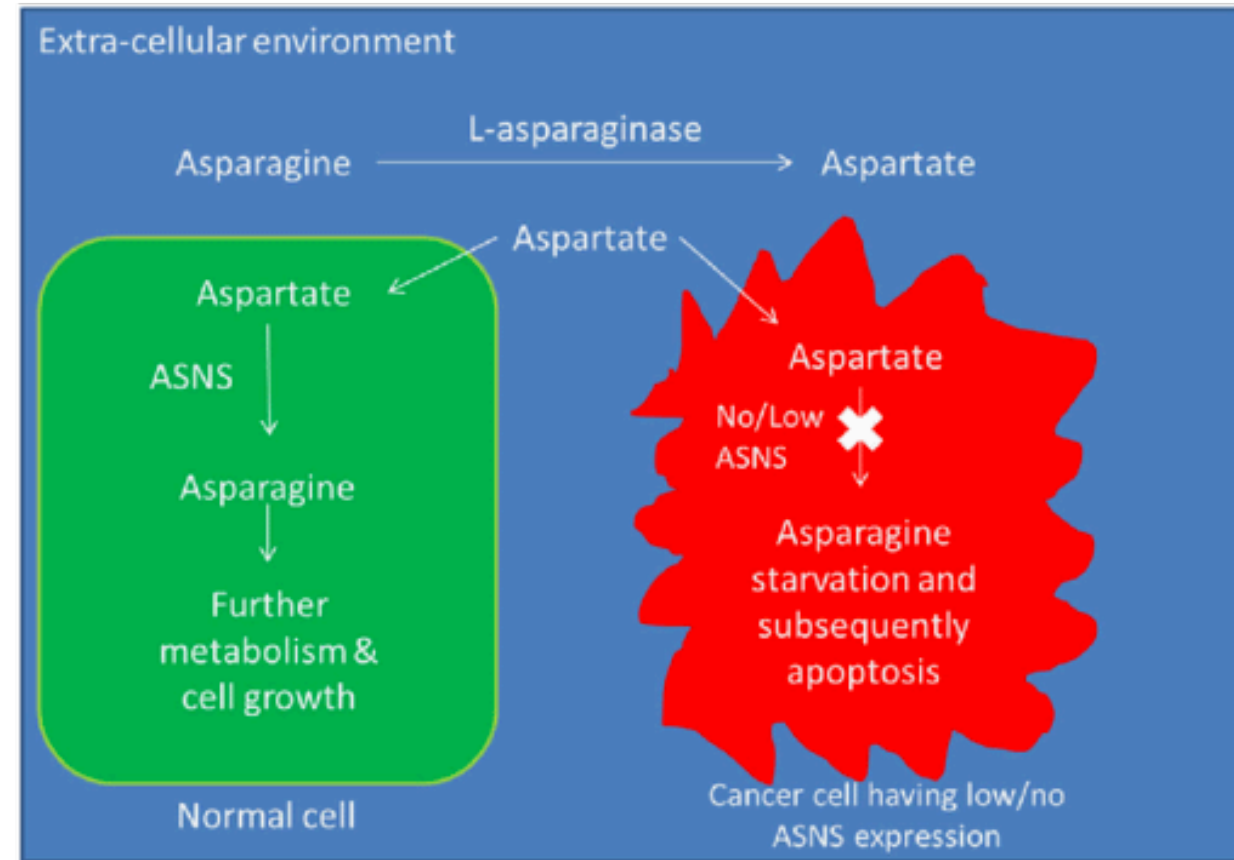 Extra-cellular environment
L-asparaginase
Asparagine
Aspartate
Aspartate
Aspartate
ASNS
Asparagine
Further
metabolism &
cell growth
Normal cell
Aspartate
No/Low
ASNS
Asparagine
starvation and
subsequently
apoptosis
Cancer cell having low/no
ASNS expression